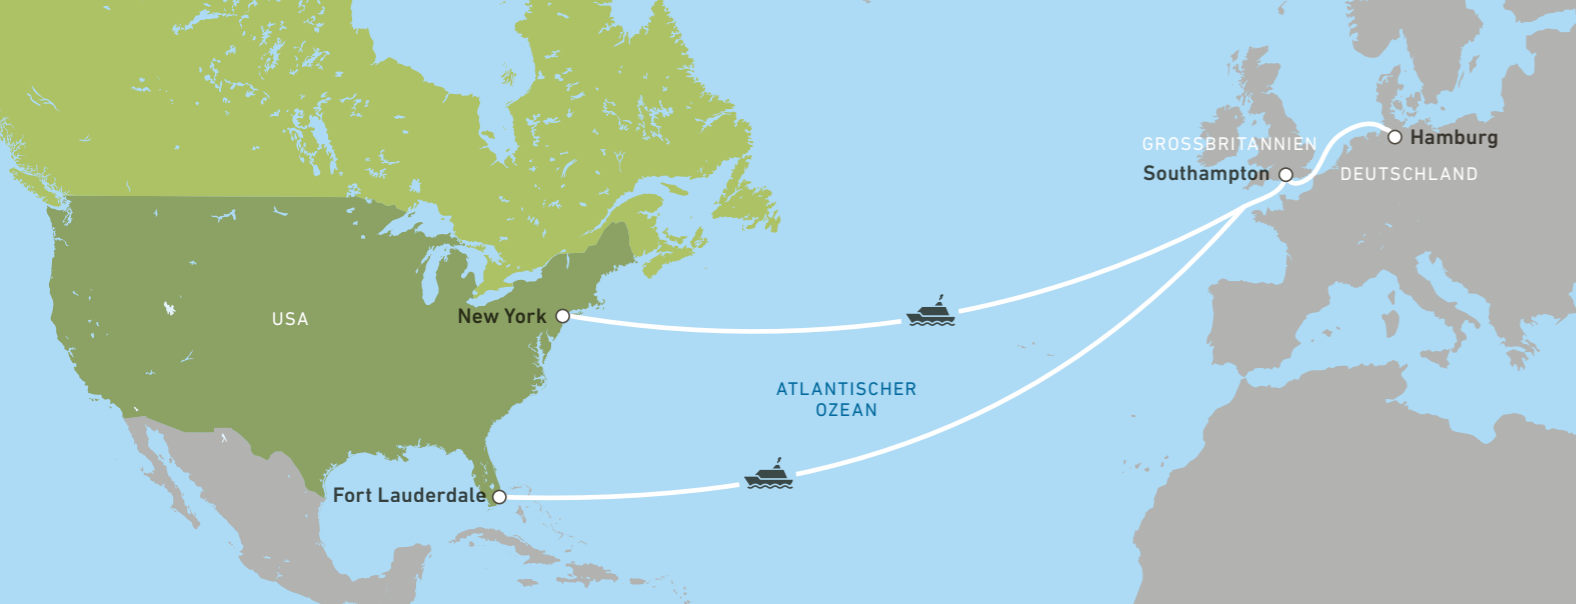 GROSSBRITANNIEN
Hamburg
Southampton
DEUTSCHLAND
New York
USA
ATLANTISCHER
OZEAN
Fort Lauderdale